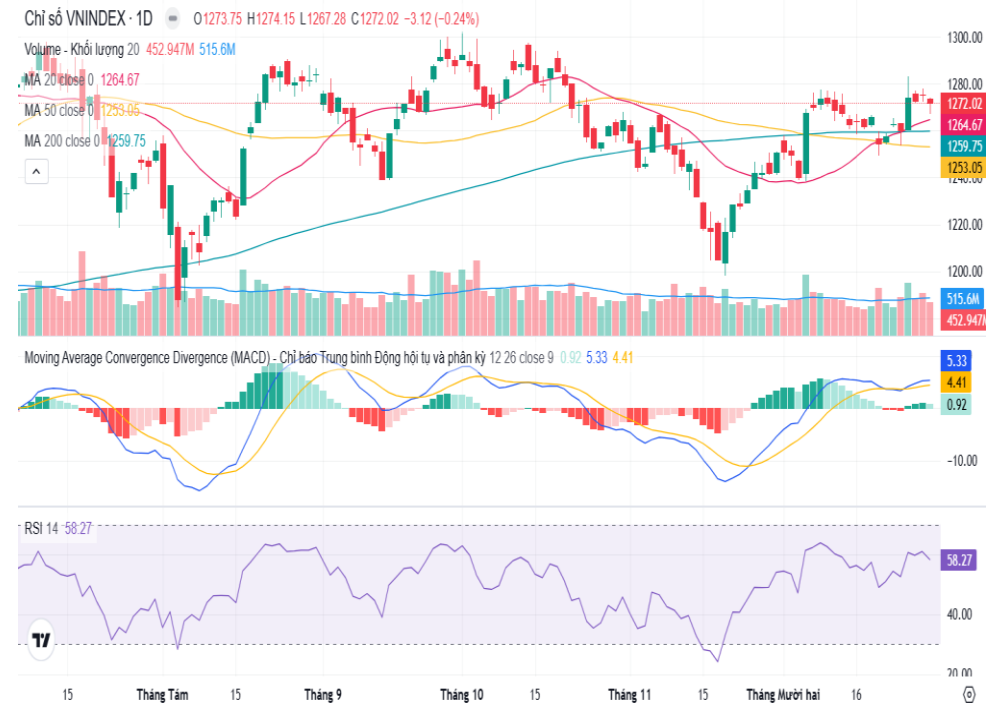 Chỉ số VNINDEX · 1D O1273.75 H1274.15 L1267.28 C1272.02 −3.12 (−0.24%)
Volume - Khối lượng 20 452.947M 515.6M
MA 20 close 0 1264.67
MA 50 close 0 1253.05
MA 200 close 0 1259.75
1300.00
1280.00
1272.02
1264.67
1259.75
1253.05
1240.00
1220.00
1200.00
515.6M
452.947M
Moving Average Convergence Divergence (MACD) - Chỉ báo Trung bình Động hội tụ và phân kỳ 12 26 close 9 0.92 5.33 4.41
5.33
4.41
0.92
−10.00
RSI 14 58.27
58.27
40.00
20.00
15 Tháng Tám 15 Tháng 9 Tháng 10 15 Tháng 11 15 Tháng Mười hai 16